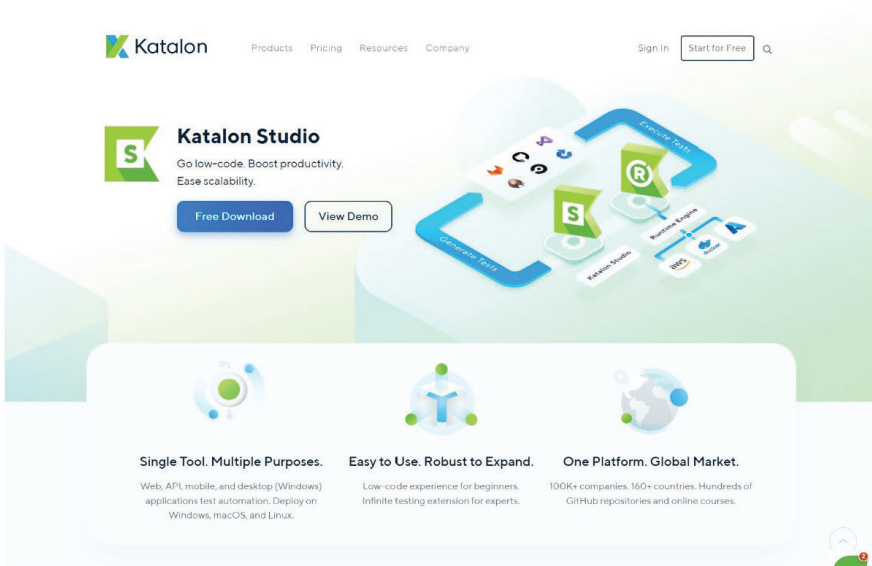 Katalon
Products Pricing Resources Company
Sign In Start for Free
S
Katalon Studio
Go low-code. Boost productivity.
Ease scalability.
Free Download View Demo
Execute Tests
R
S
Generate Tests
Katalon Studio
Runtime Engine
aws
docker
Single Tool. Multiple Purposes.
Web, API, mobile, and desktop (Windows)
applications test automation. Deploy on
Windows, macOS, and Linux.
Easy to Use. Robust to Expand.
Low-code experience for beginners.
Infinite testing extension for experts.
One Platform. Global Market.
100K+ companies. 160+ countries. Hundreds of
GitHub repositories and online courses.
2